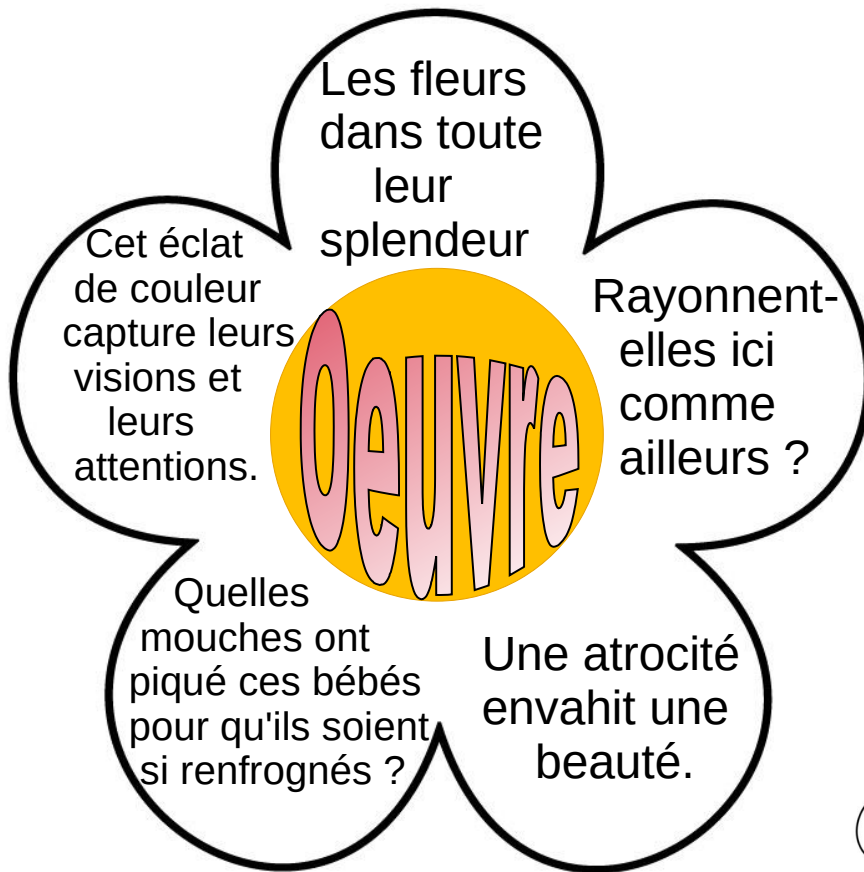 Les fleurs
dans toute
leur
splendeur
Rayonnent-
elles ici
comme
ailleurs ?
Une atrocité
envahit une
beauté.
Quelles
mouches ont
piqué ces bébés
pour qu'ils soient
si renfrognés ?
Cet éclat
de couleur
capture leurs
visions et
leurs
attentions.
Oeuvre